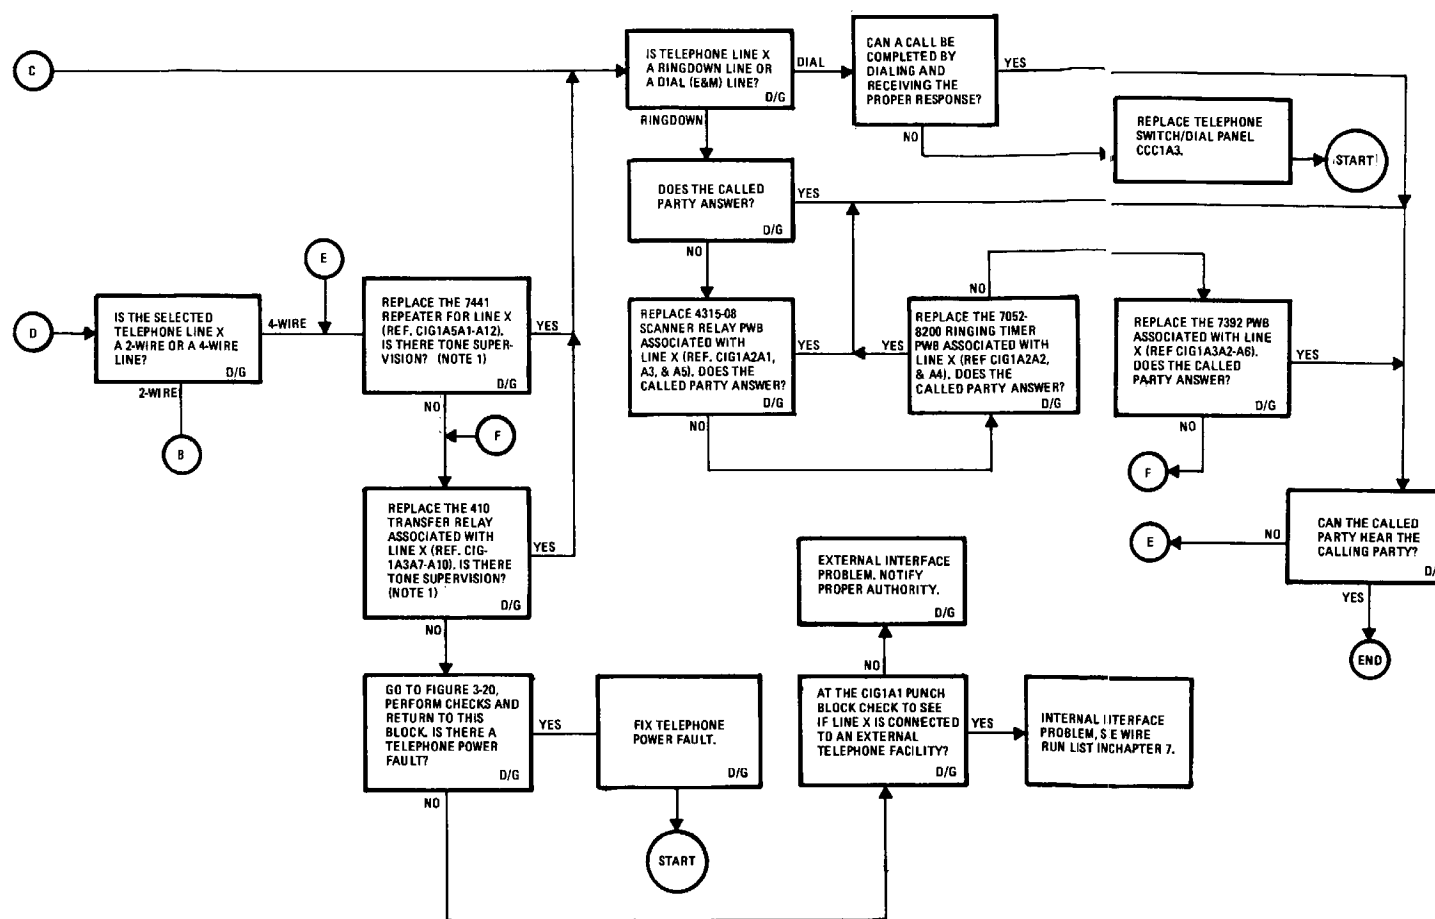 C
IS TELEPHONE LINE X
A RINGDOWN LINE OR
A DIAL (E&M) LINE?
D/G
DIAL
RINGDOWN
CAN A CALL BE
COMPLETED BY
DIALING AND
RECEIVING THE
PROPER RESPONSE?
YES
NO
REPLACE TELEPHONE
SWITCH/DIAL PANEL
CCC1A3.
START
DOES THE CALLED
PARTY ANSWER?
D/G
YES
NO
E
D
IS THE SELECTED
TELEPHONE LINE X
A 2-WIRE OR A 4-WIRE
LINE?
D/G
4-WIRE
2-WIRE
B
REPLACE THE 7441
REPEATER FOR LINE X
(REF. CIG1A5A1-A12).
IS THERE TONE SUPER-
VISION? (NOTE 1)
D/G
YES
NO
F
REPLACE 4315-08
SCANNER RELAY PWB
ASSOCIATED WITH
LINE X (REF. CIG1A2A1,
A3, & A5). DOES THE
CALLED PARTY ANSWER?
YES
NO
REPLACE THE 7052-
8200 RINGING TIMER
PWB ASSOCIATED WITH
LINE X (REF CIG1A2A2,
& A4). DOES THE
CALLED PARTY ANSWER?
D/G
YES
NO
REPLACE THE 7392 PWB
ASSOCIATED WITH LINE
X (REF CIG1A3A2-A6).
DOES THE CALLED
PARTY ANSWER?
D/G
YES
NO
F
REPLACE THE 410
TRANSFER RELAY
ASSOCIATED WITH
LINE X (REF. CIG-
1A3A7-A10). IS THERE
TONE SUPERVISION?
(NOTE 1)
D/G
YES
NO
CAN THE CALLED
PARTY HEAR THE
CALLING PARTY?
D/
NO
E
YES
END
EXTERNAL INTERFACE
PROBLEM. NOTIFY
PROPER AUTHORITY.
D/G
NO
GO TO FIGURE 3-20,
PERFORM CHECKS AND
RETURN TO THIS
BLOCK. IS THERE A
TELEPHONE POWER
FAULT?
D/G
YES
NO
FIX TELEPHONE
POWER FAULT.
D/G
START
AT THE CIG1A1 PUNCH
BLOCK CHECK TO SEE
IF LINE X IS CONNECTED
TO AN EXTERNAL
TELEPHONE FACILITY?
D/G
YES
INTERNAL IITERFACE
PROBLEM, S E WIRE
RUN LIST INCHAPTER 7.